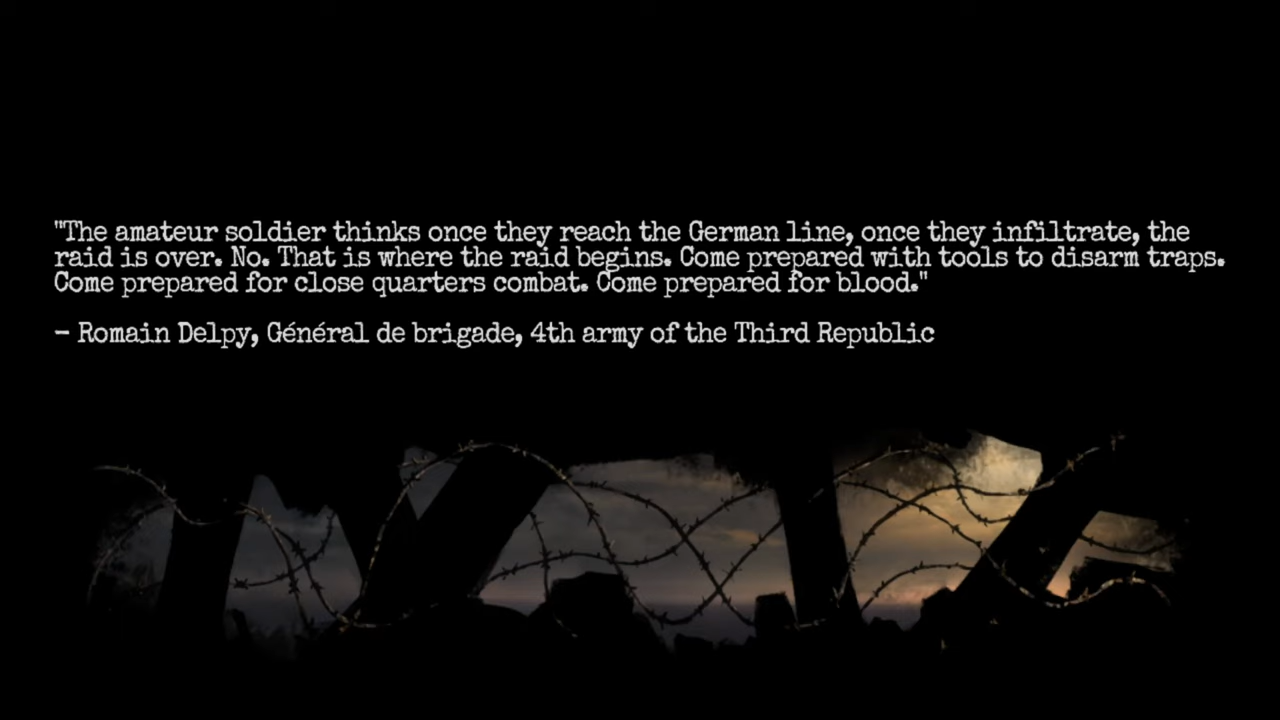 "The amateur soldier thinks once they reach the German line, once they infiltrate, the
raid is over. No. That is where the raid begins. Come prepared with tools to disarm traps.
Come prepared for close quarters combat. Come prepared for blood."
- Romain Delpy, Général de brigade, 4th army of the Third Republic